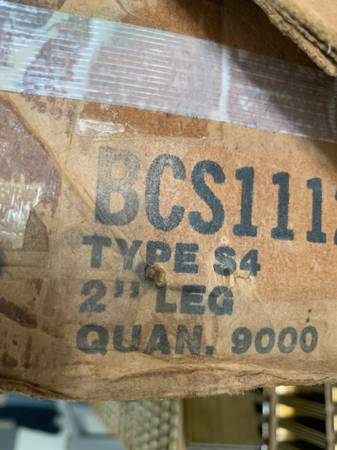 BCS111
TYPE S4
2" LEG
QUAN. 9000